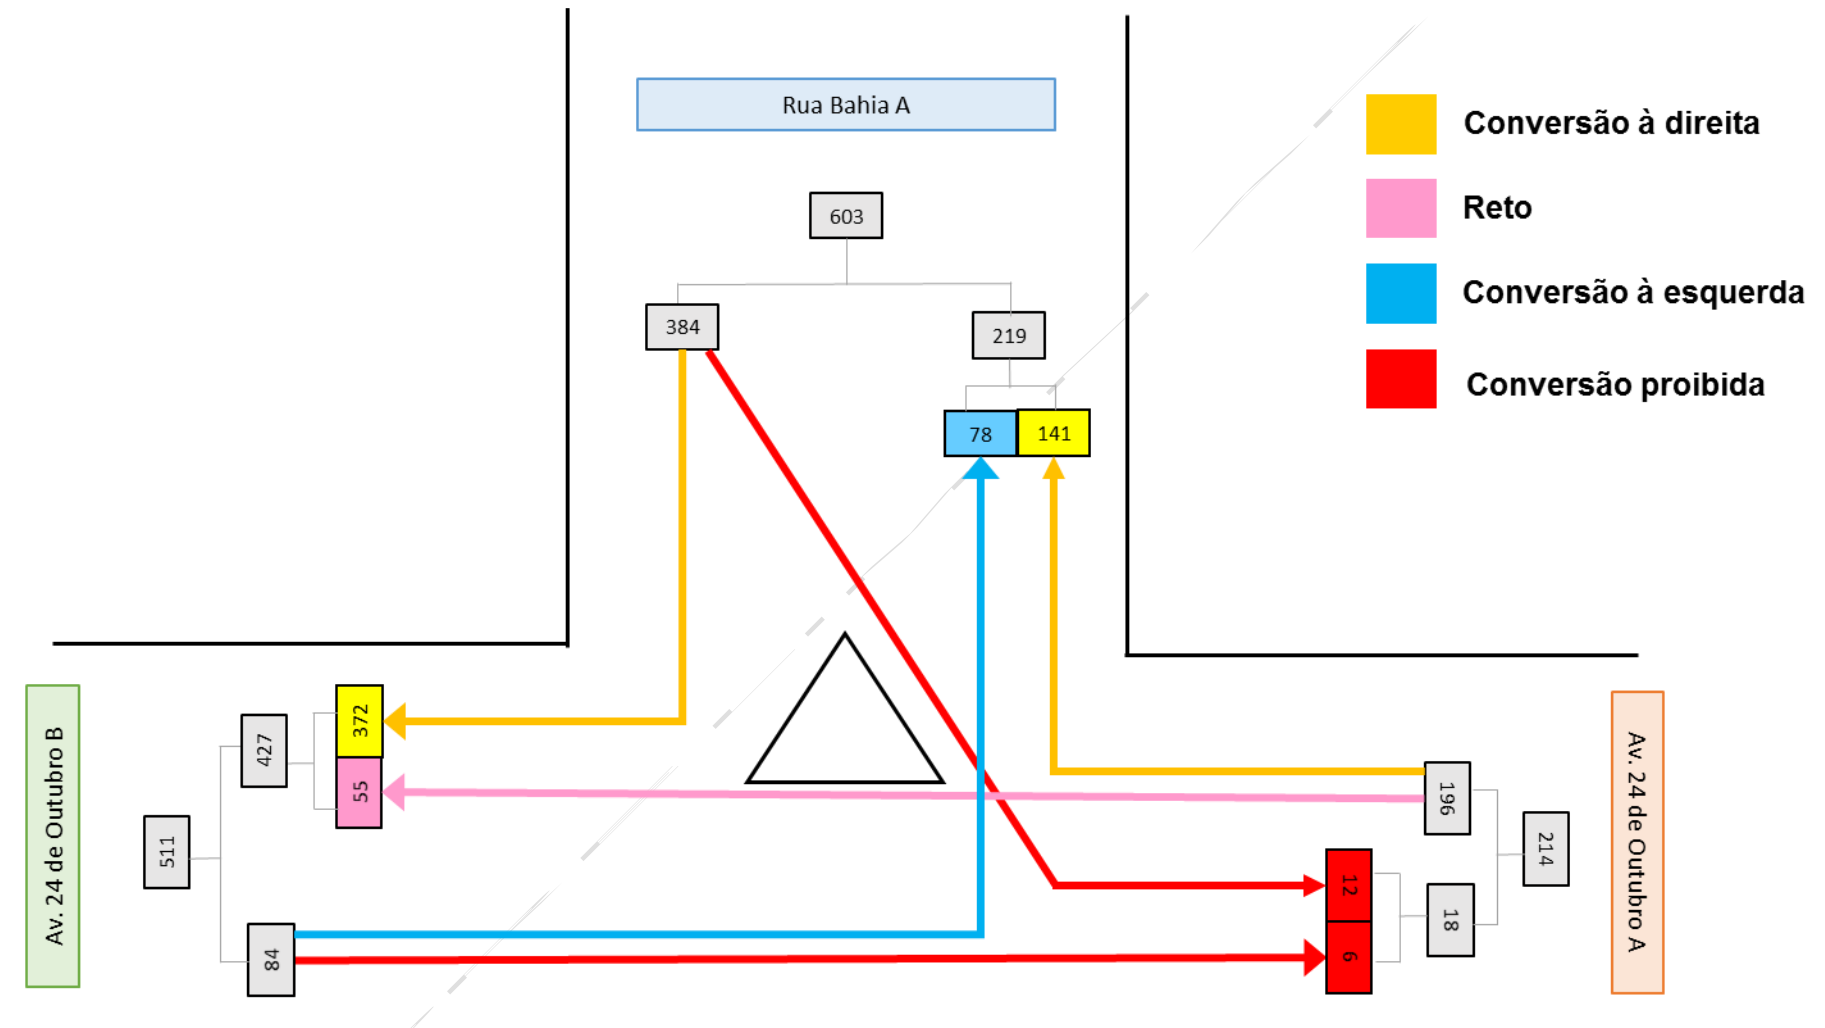 Rua Bahia A
Conversão à direita
Reto
Conversão à esquerda
Conversão proibida
603
384
219
78
141
372
427
55
511
84
Av. 24 de Outubro B
196
214
12
18
6
Av. 24 de Outubro A